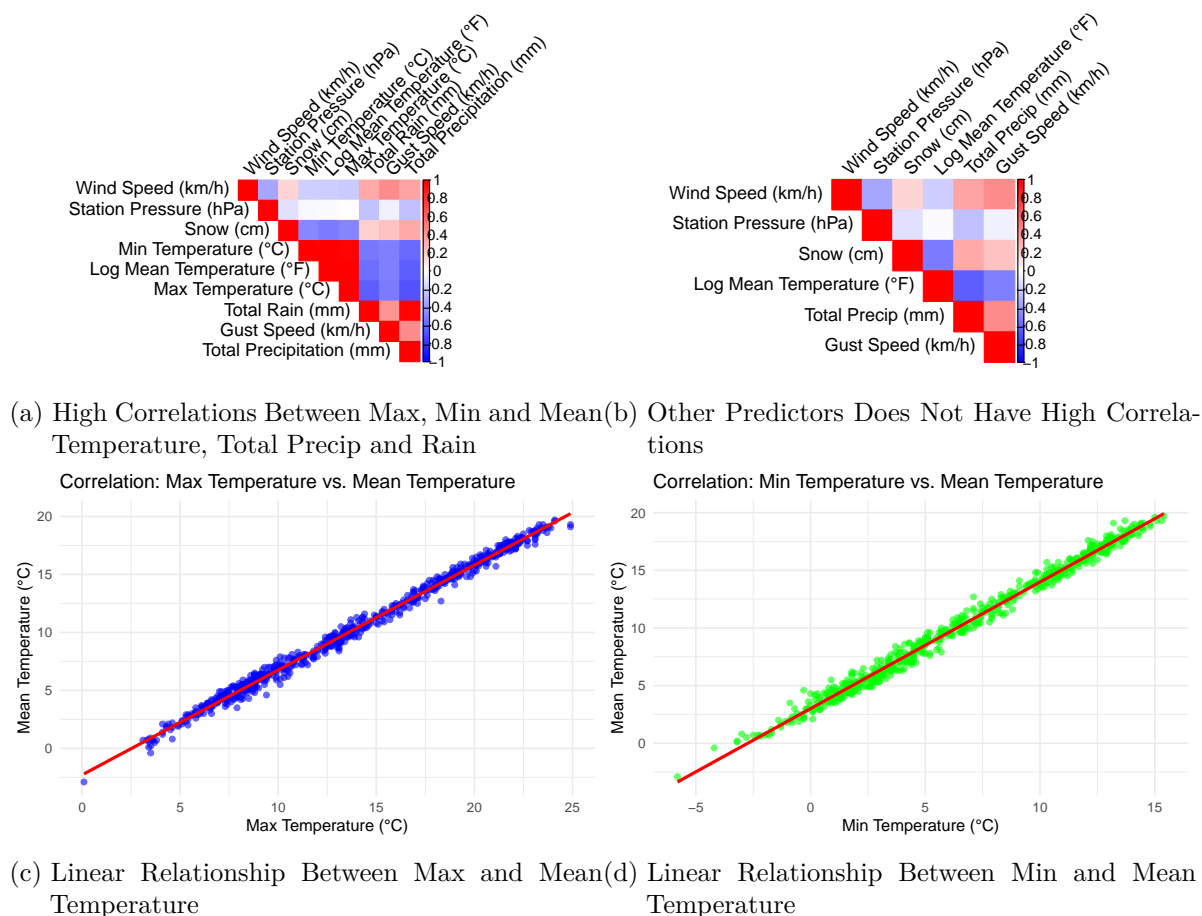 Wind Speed (km/h)
Station Pressure (hPa)
Snow (cm)
Min Temperature (°C)
Log Mean Temperature (°F)
Max Temperature (°C)
Total Rain (mm)
Gust Speed (km/h)
Total Precipitation (mm)
Wind Speed (km/h)
Station Pressure (hPa)
Snow (cm)
Min Temperature (°C)
Log Mean Temperature (°F)
Max Temperature (°C)
Total Rain (mm)
Gust Speed (km/h)
Total Precipitation (mm)
1
0.8
0.6
0.4
0.2
0
−0.2
−0.4
−0.6
−0.8
−1
Wind Speed (km/h)
Station Pressure (hPa)
Snow (cm)
Log Mean Temperature (°F)
Total Precip (mm)
Gust Speed (km/h)
Wind Speed (km/h)
Station Pressure (hPa)
Snow (cm)
Log Mean Temperature (°F)
Total Precip (mm)
Gust Speed (km/h)
1
0.8
0.6
0.4
0.2
0
−0.2
−0.4
−0.6
−0.8
−1
(a) High Correlations Between Max, Min and Mean
Temperature, Total Precip and Rain
(b) Other Predictors Does Not Have High Correla-
tions
Correlation: Max Temperature vs. Mean Temperature
Mean Temperature (°C)
20
15
10
5
0
0 5 10 15 20 25
Max Temperature (°C)
Correlation: Min Temperature vs. Mean Temperature
Mean Temperature (°C)
20
15
10
5
0
−5 0 5 10 15
Min Temperature (°C)
(c) Linear Relationship Between Max and Mean
Temperature
(d) Linear Relationship Between Min and Mean
Temperature